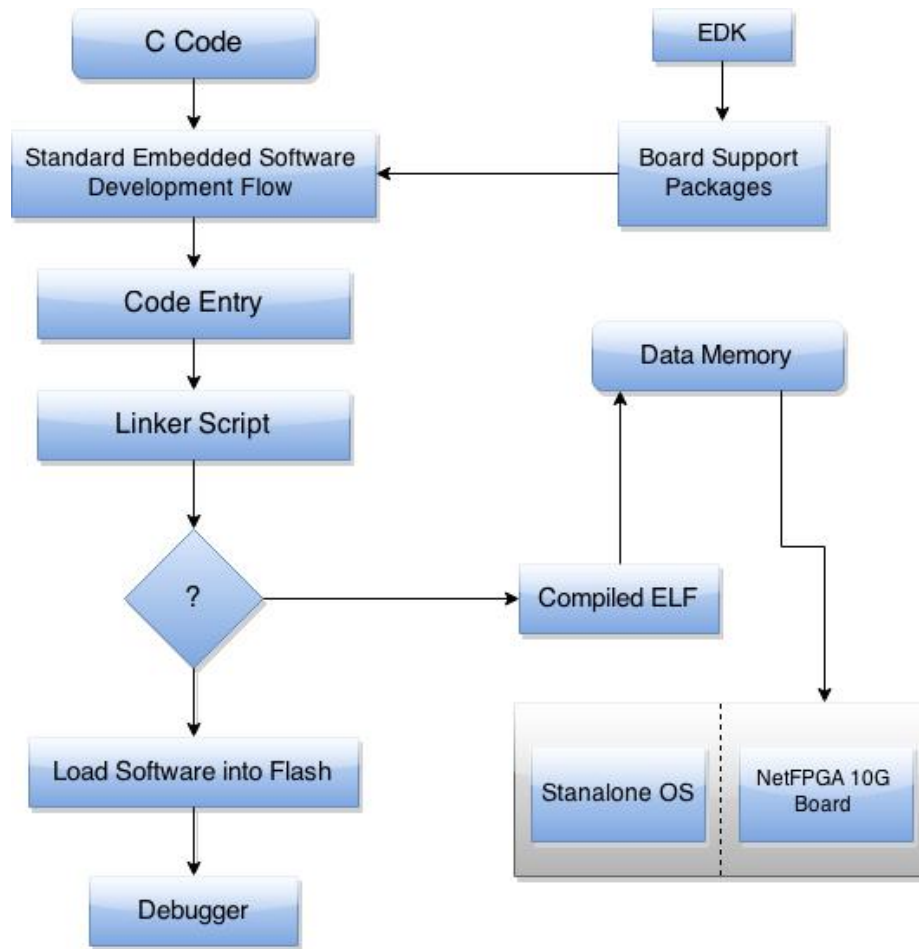 C Code
EDK
Standard Embedded Software
Development Flow
Board Support
Packages
Code Entry
Data Memory
Linker Script
?
Compiled ELF
Load Software into Flash
Stanalone OS
NetFPGA 10G
Board
Debugger